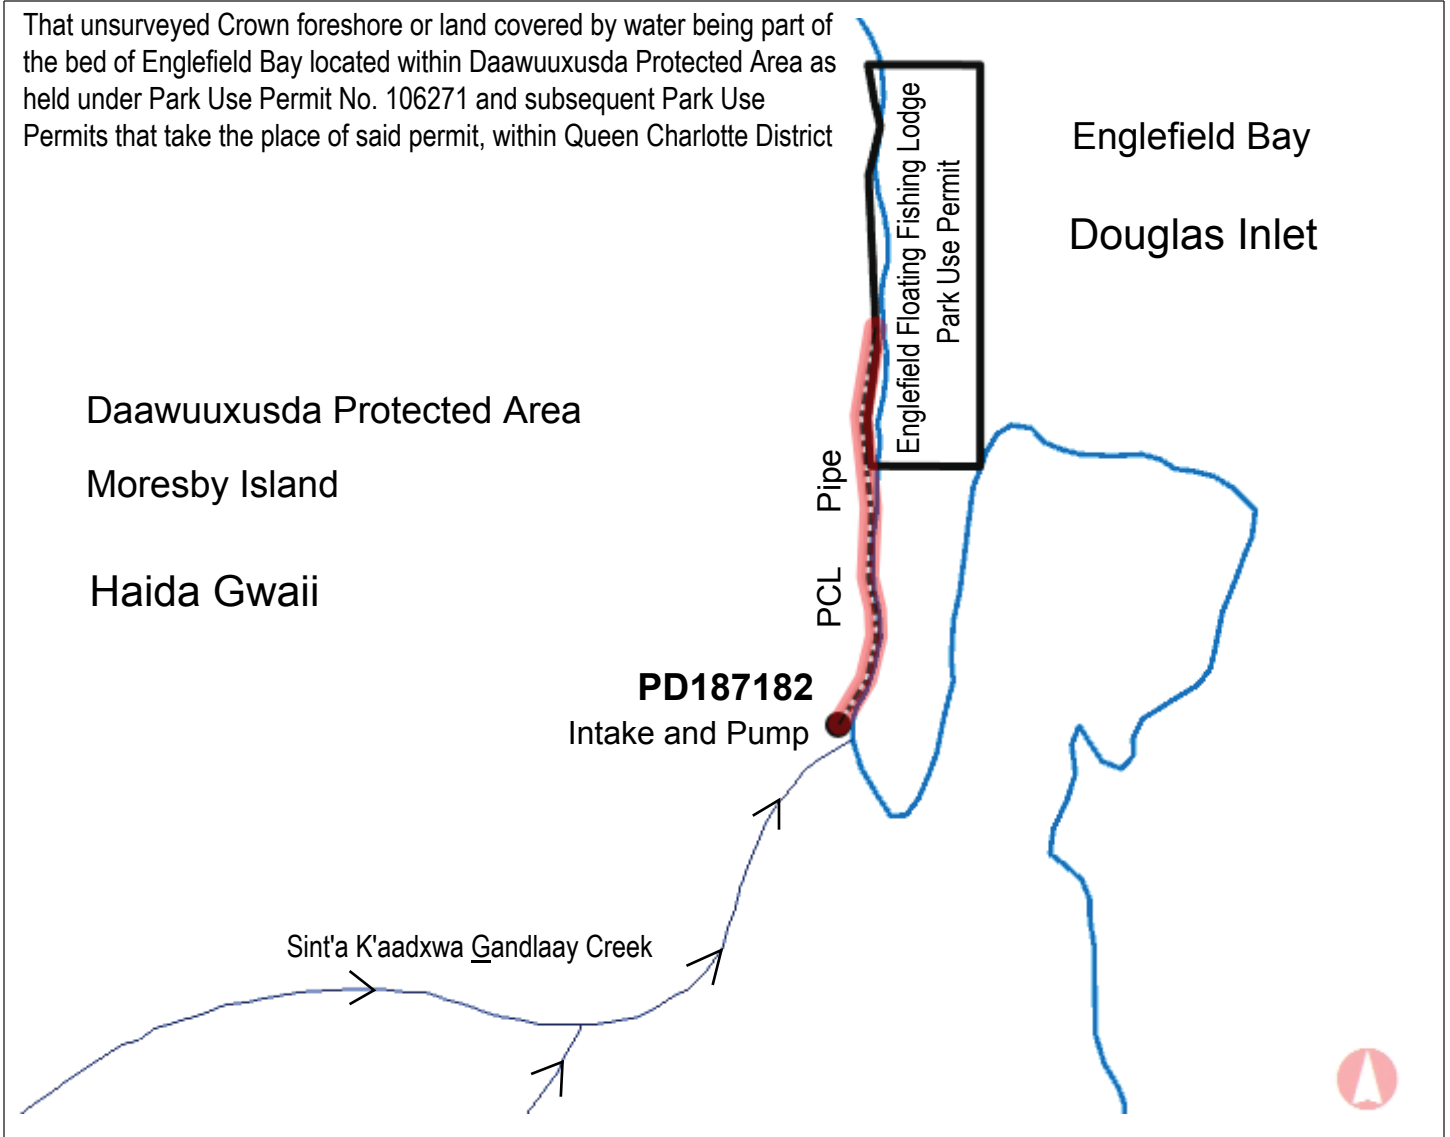 That unsurveyed Crown foreshore or land covered by water being part of
the bed of Englefield Bay located within Daawuuxusda Protected Area as
held under Park Use Permit No. 106271 and subsequent Park Use
Permits that take the place of said permit, within Queen Charlotte District
Englefield Bay
Douglas Inlet
Englefield Floating Fishing Lodge
Park Use Permit
Daawuuxusda Protected Area
Moresby Island
Haida Gwaii
PCL Pipe
PD187182
Intake and Pump
Sint'a K'aadxwa Gandlaay Creek